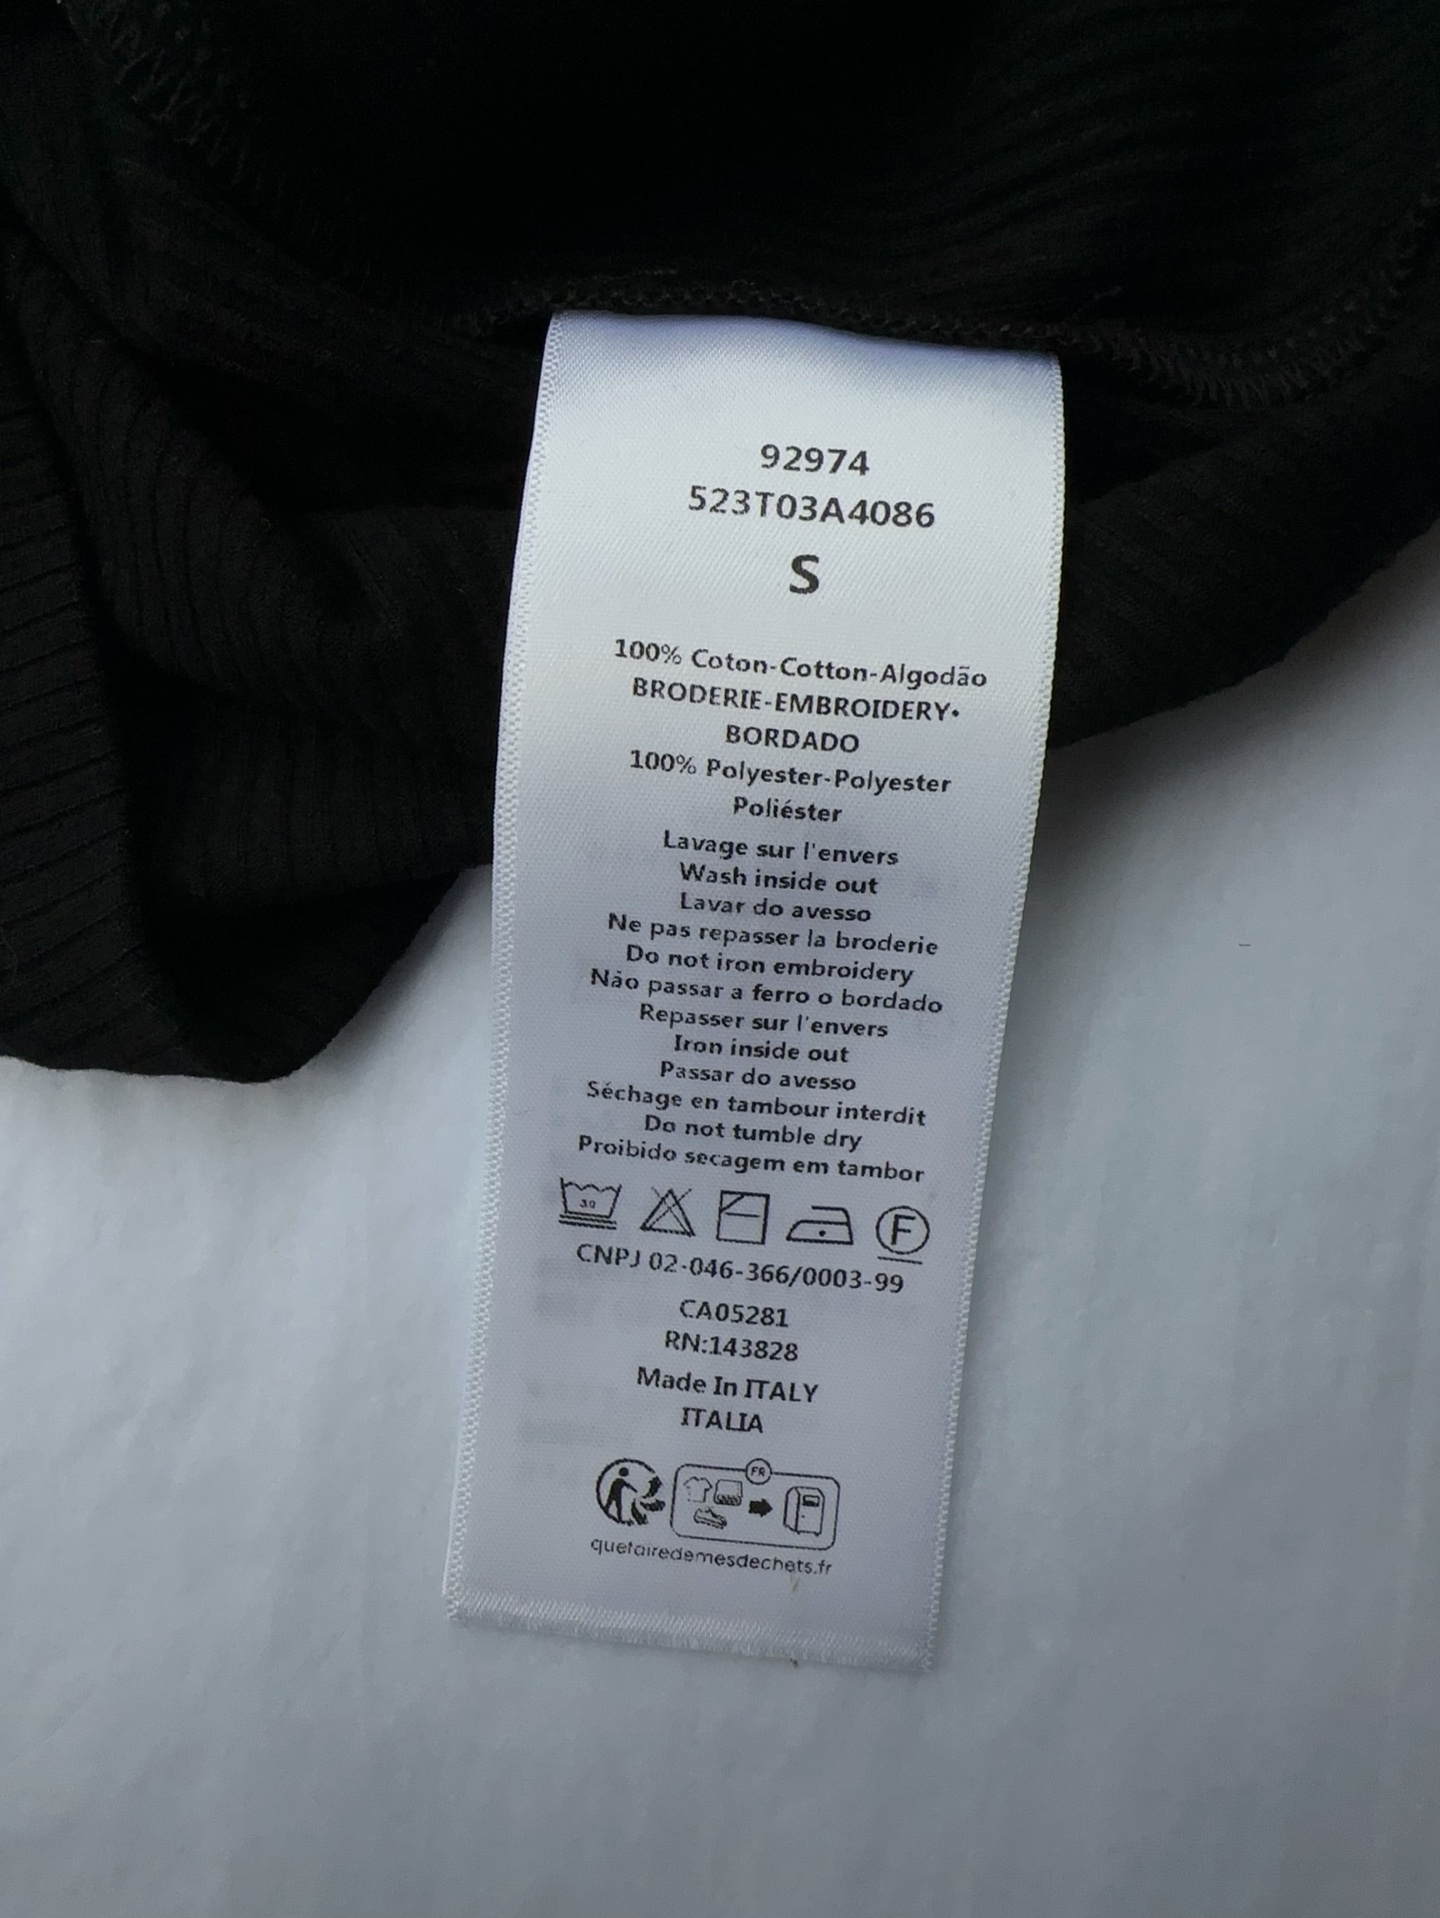 92974
523T03A4086
S
100% Coton-Cotton-Algodão
BRODERIE-EMBROIDERY•
BORDADO
100% Polyester-Polyester
Poliéster
Lavage sur l'envers
Wash inside out
Lavar do avesso
Ne pas repasser la broderie
Do not iron embroidery
Não passar a ferro o bordado
Repasser sur l'envers
Iron inside out
Passar do avesso
Séchage en tambour interdit
Do not tumble dry
Proibido secagem em tambor
30 F
CNPJ 02-046-366/0003-99
CA05281
RN:143828
Made In ITALY
ITALIA
FR
quefairedemesdechets.fr